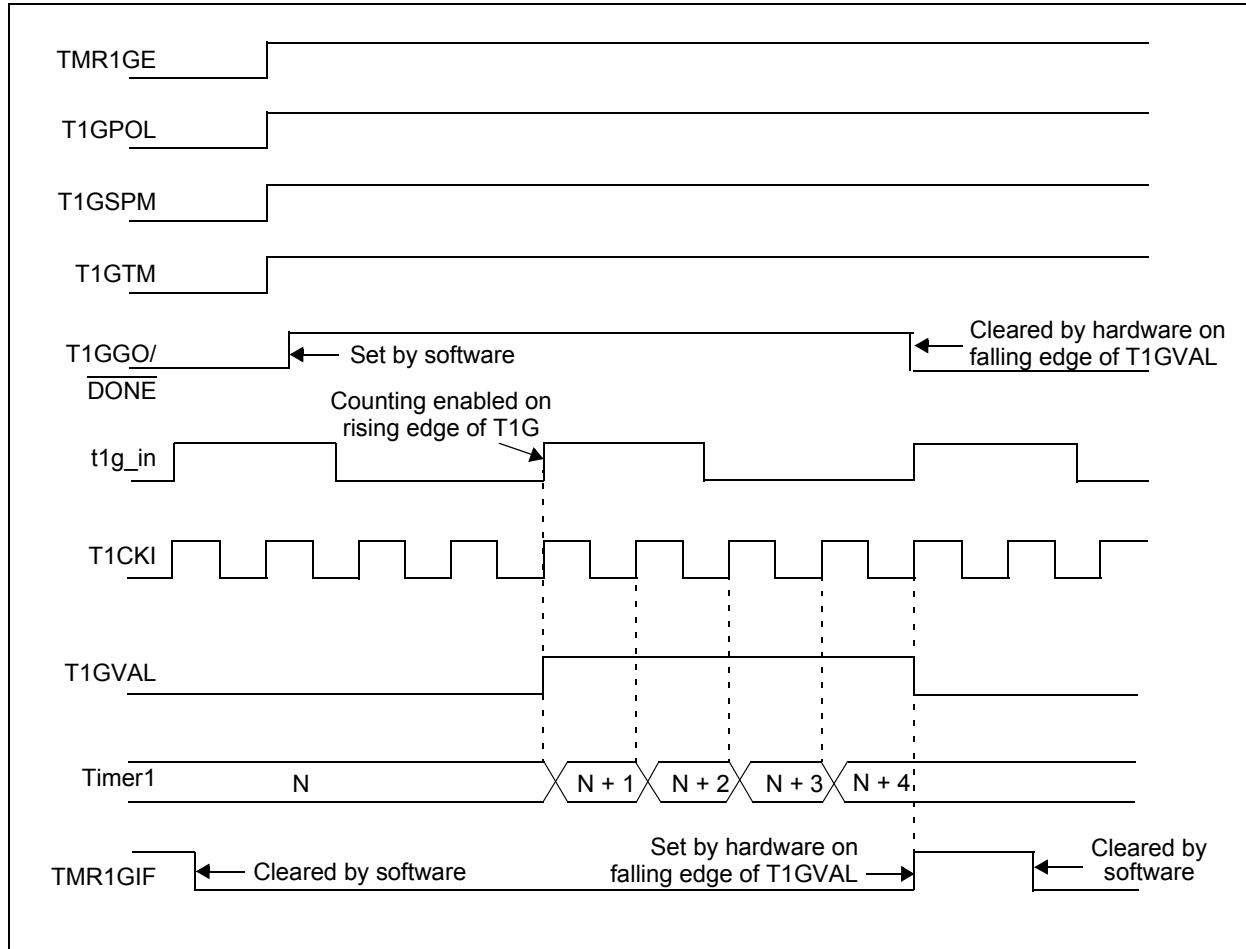 TMR1GE
T1GPOL
T1GSPM
T1GTM
T1GGO/
DONE
Set by software
Cleared by hardware on
falling edge of T1GVAL
Counting enabled on
rising edge of T1G
t1g_in
T1CKI
T1GVAL
Timer1
N
N + 1
N + 2
N + 3
N + 4
TMR1GIF
Cleared by software
Set by hardware on
falling edge of T1GVAL
Cleared by
software